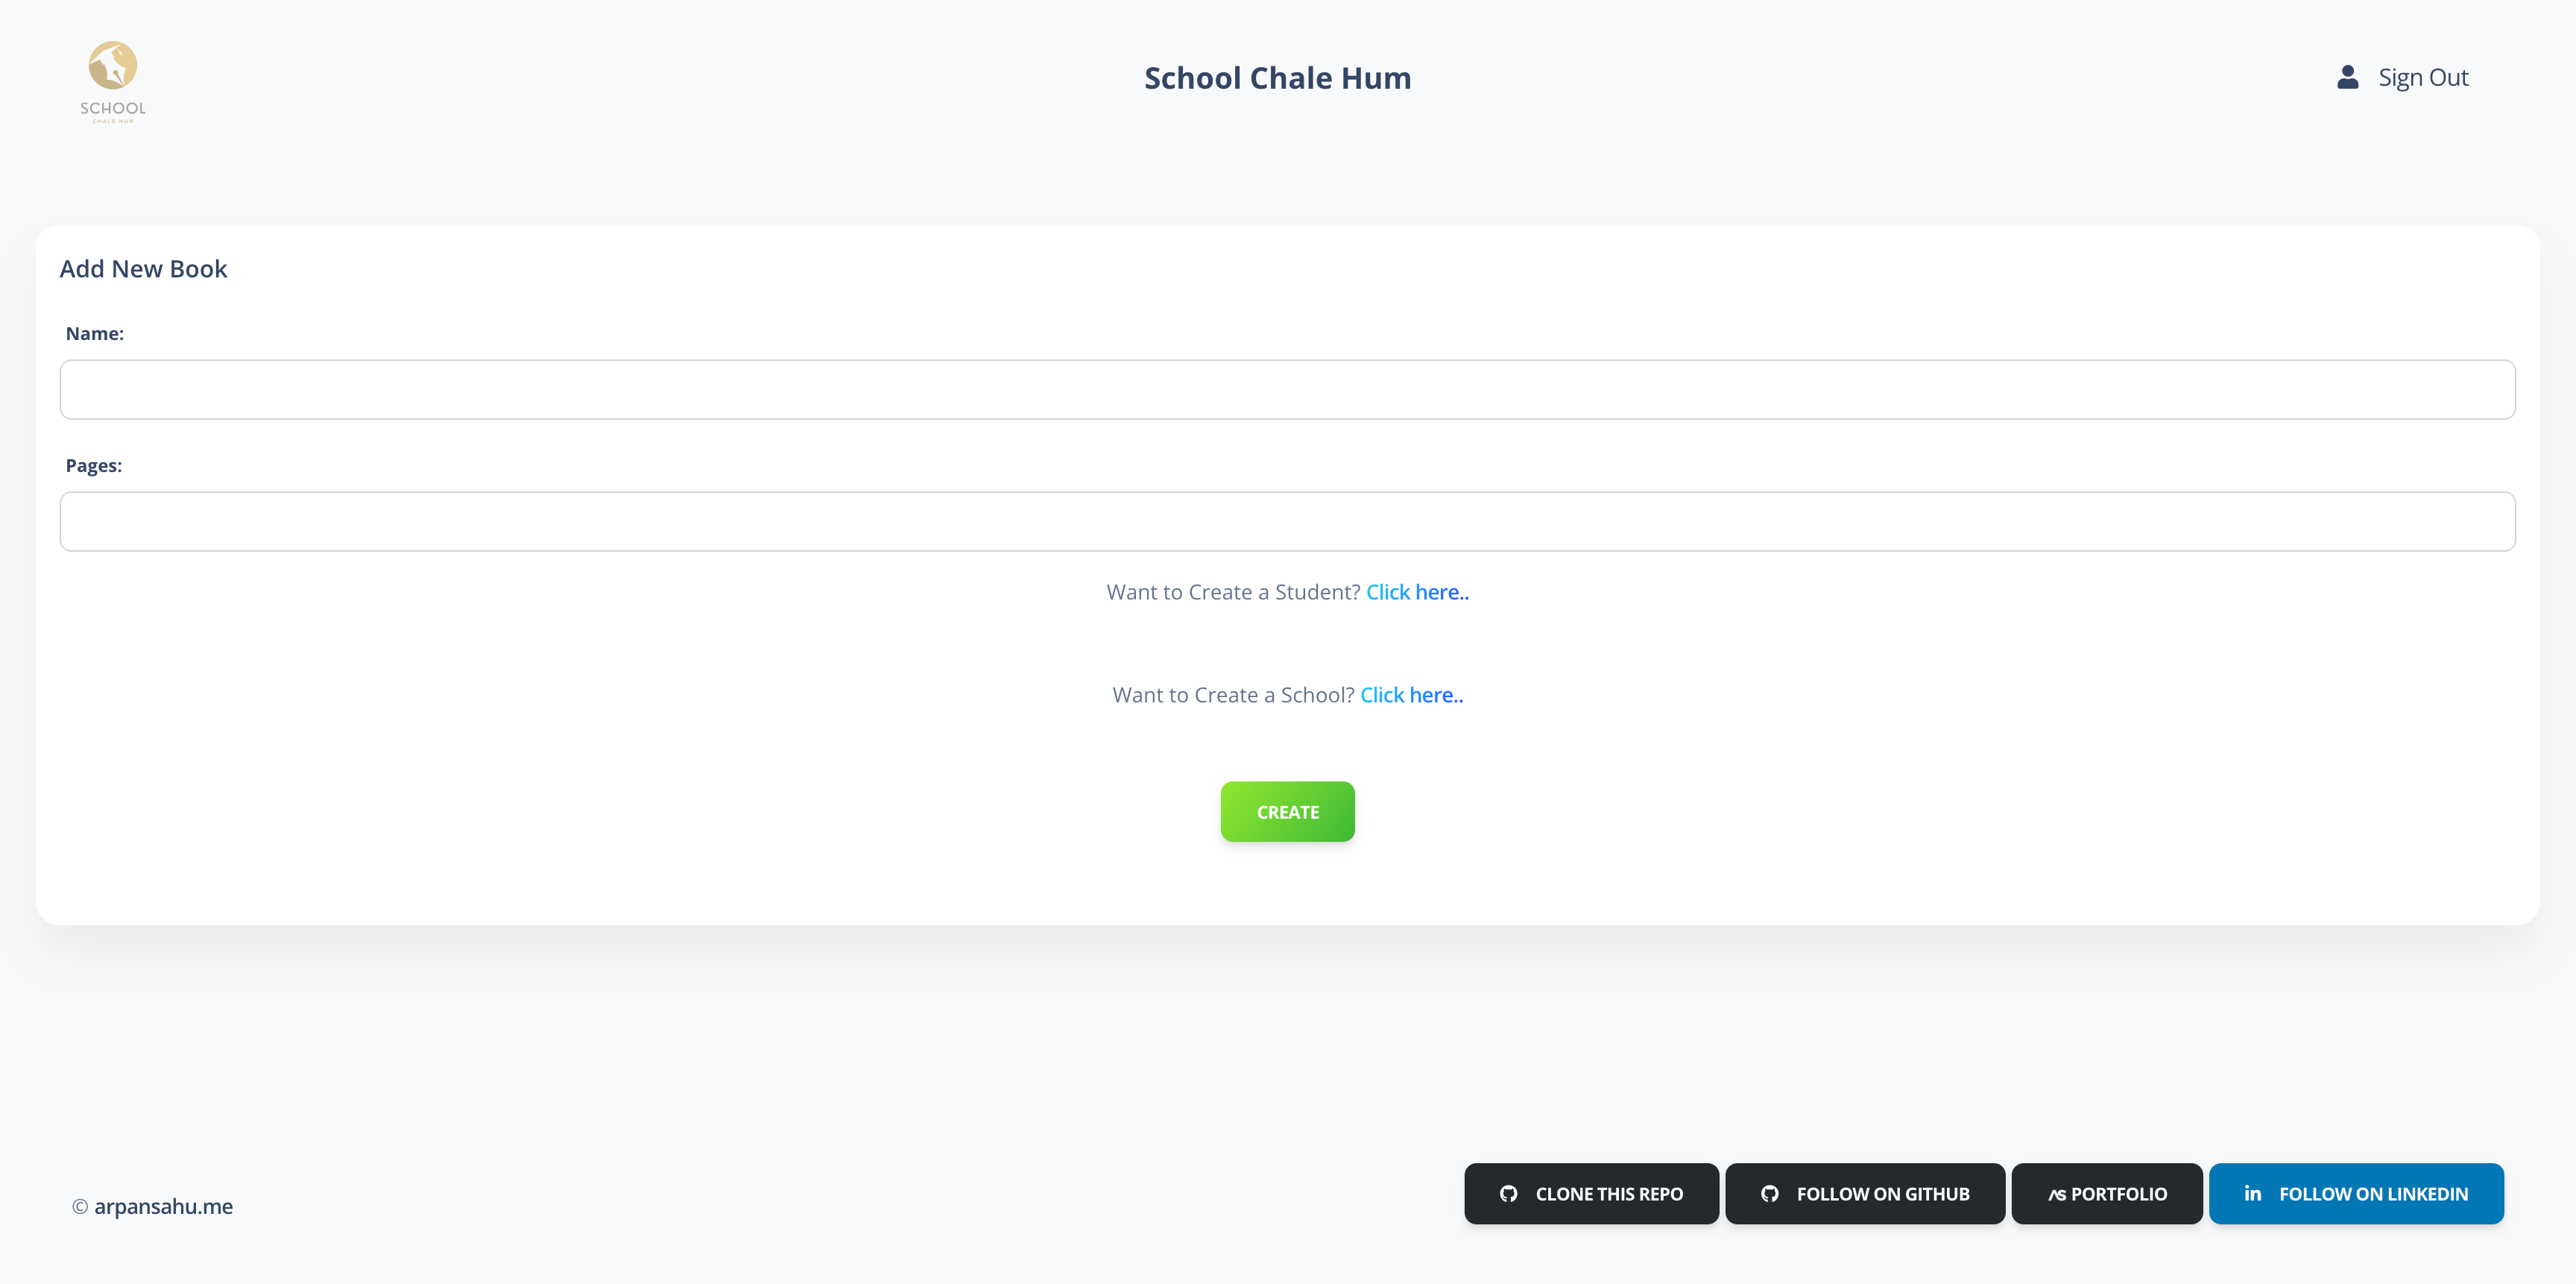 SCHOOL
CHALE HUM
School Chale Hum
Sign Out
Add New Book
Name:
Pages:
Want to Create a Student? Click here..
Want to Create a School? Click here..
CREATE
© arpansahu.me
CLONE THIS REPO
FOLLOW ON GITHUB
AS PORTFOLIO
in FOLLOW ON LINKEDIN